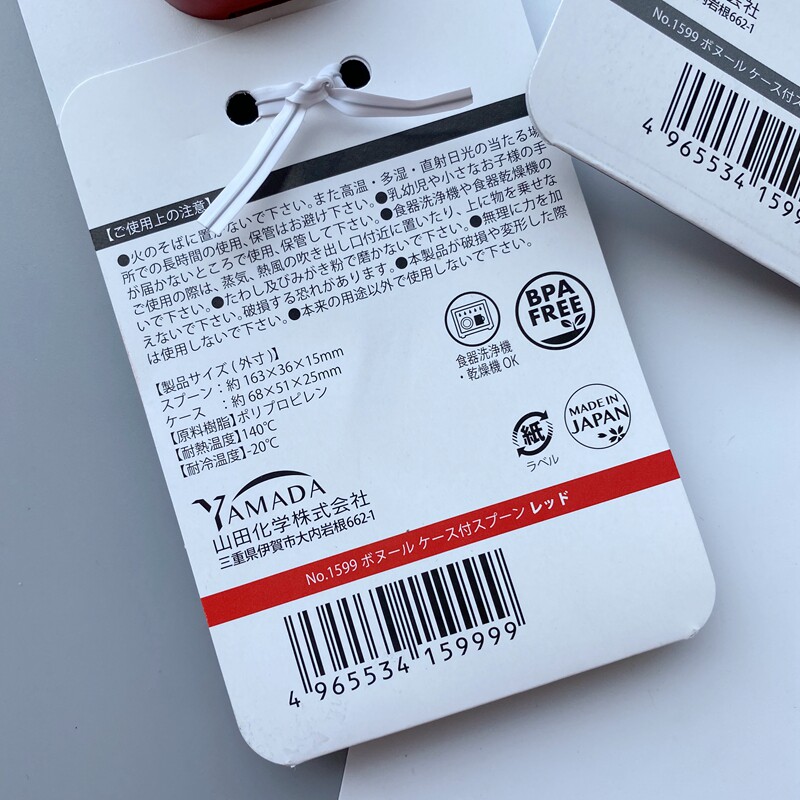 【ご使用上の注意】
●火のそばに置かないで下さい。また高温・多湿・直射日光の当たる場
所での長時間の使用、保管はお避け下さい。●乳幼児や小さなお子様の手
が届かないところで使用、保管して下さい。●食器洗浄機や食器乾燥機の
ご使用の際は、蒸気、熱風の吹き出し口付近に置いたり、上に物を乗せな
いで下さい。●たわし及びみがき粉で磨かないで下さい。●無理に力を加
えないで下さい。破損する恐れがあります。●本製品が破損や変形した際
は使用しないで下さい。●本来の用途以外で使用しないで下さい。
【製品サイズ(外寸)】
スプーン:約163×36×15mm
ケース :約68×51×25mm
【原料樹脂】ポリプロピレン
【耐熱温度】140℃
【耐冷温度】-20℃
食器洗浄機
・乾燥機OK
BPA
FREE
紙
ラベル
MADE IN
JAPAN
YAMADA
山田化学株式会社
三重県伊賀市大内岩根662-1
No.1599 ボヌール ケース付スプーン レッド
4 965534 159999
山田化学株式会社
岩根662-1
No.1599 ボヌール ケース付ス
4 965534 1599